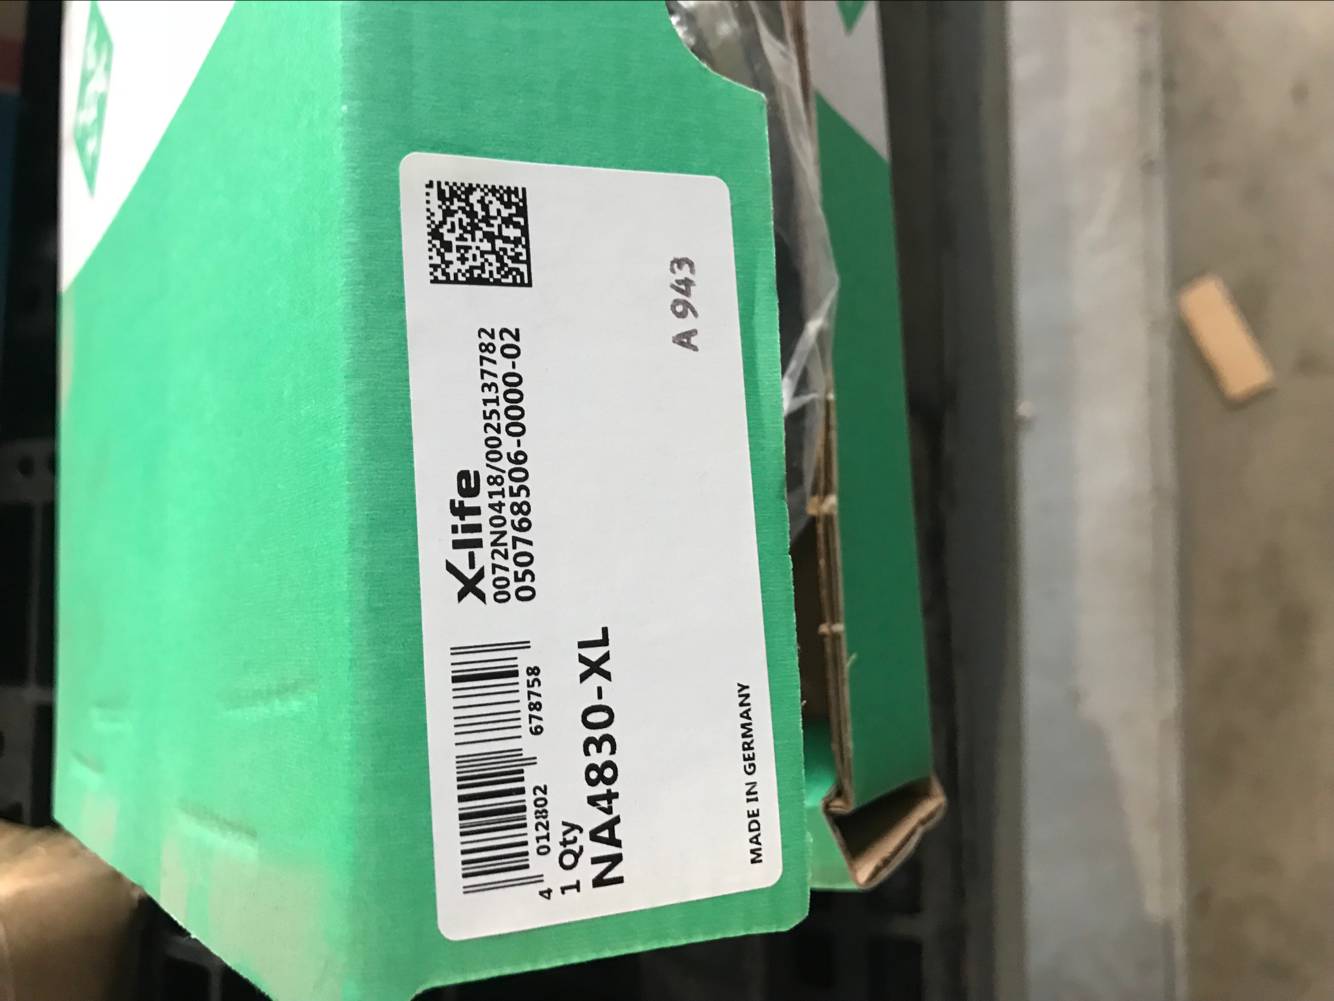 X-life
0072N0418/0025137782
050768506-0000-02
4 012802 678758
1 Qty
NA4830-XL
A 943
MADE IN GERMANY